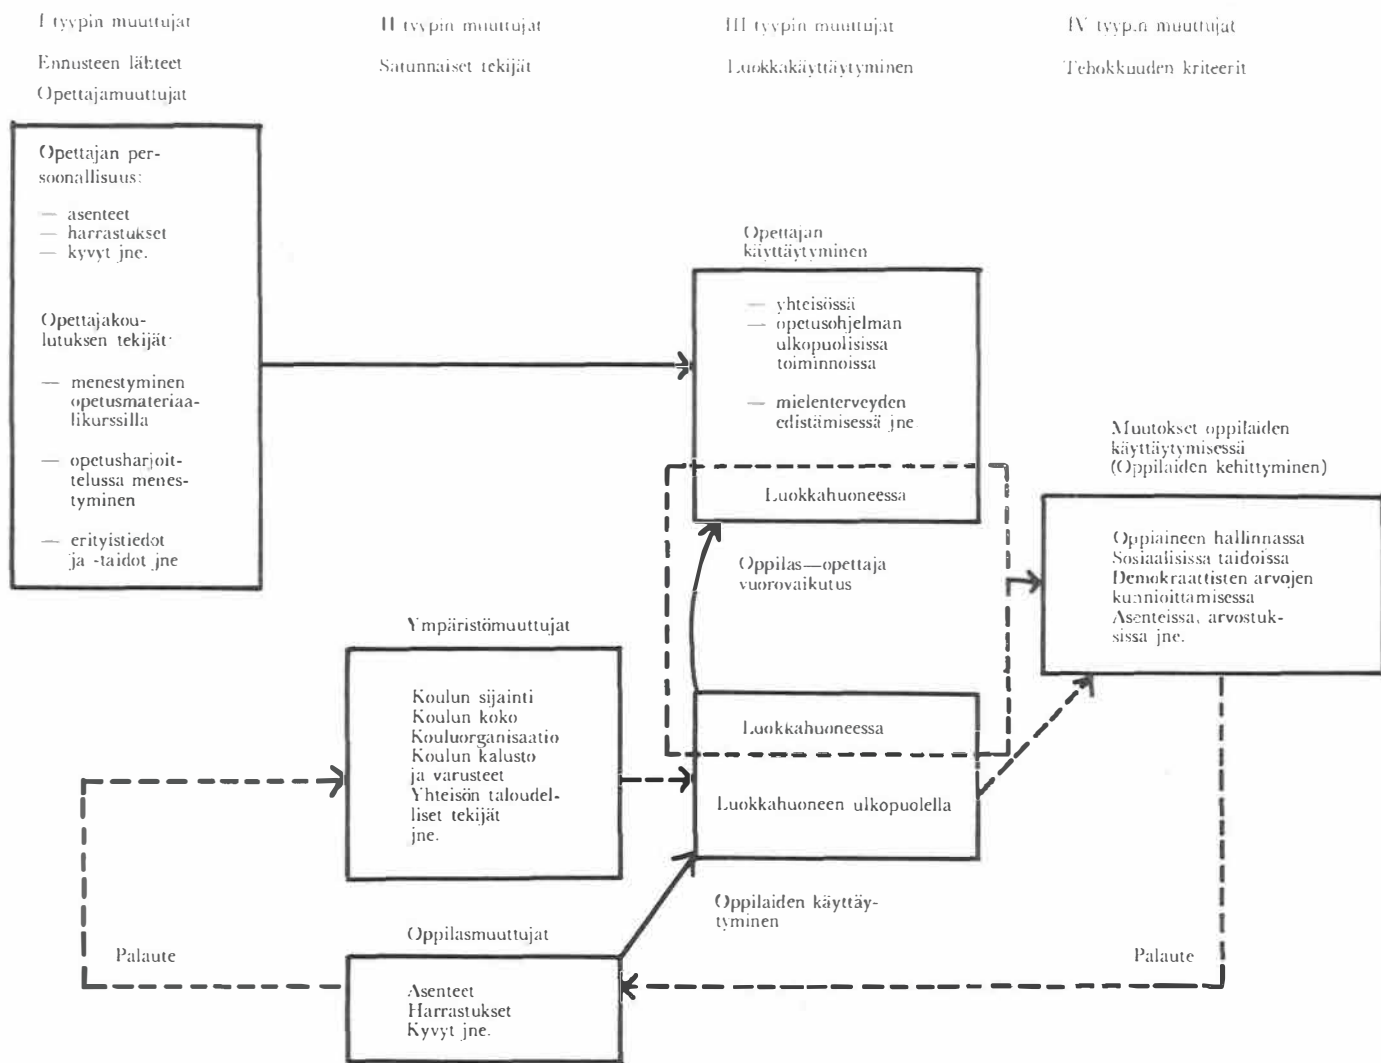 I tyypin muuttujat
II tyypin muuttujat
III tyypin muuttujat
IV tyypin muuttujat
Ennusteen lähteet
Satunnaiset tekijät
Luokkakäyttäytyminen
Tehokkuuden kriteerit
Opettajamuuttujat
Opettajan per-
soonallisuus:
— asenteet
— harrastukset
— kyvyt jne.
Opettajakou-
lutuksen tekijät:
— menestyminen
opetusmateriaa-
likurssilla
— opetusharjoit-
telussa menes-
tyminen
— erityistiedot
ja -taidot jne
Opettajan
käyttäytyminen
— yhteisössä
— opetusohjelman
ulkopuolisissa
toiminnoissa
— mielenterveyden
edistämisessä jne.
Luokkahuoneessa
Oppilas—opettaja
vuorovaikutus
Muutokset oppilaiden
käyttäytymisessä
(Oppilaiden kehittyminen)
Oppiaineen hallinnassa
Sosiaalisissa taidoissa
Demokraattisten arvojen
kunnioittamisessa
Asenteissa, arvostuk-
sissa jne.
Ympäristömuuttujat
Koulun sijainti
Koulun koko
Kouluorganisaatio
Koulun kalusto
ja varusteet
Yhteisön taloudel-
liset tekijät
jne.
Luokkahuoneessa
Luokkahuoneen ulkopuolella
Oppilaiden käyttäy-
tyminen
Oppilasmuuttujat
Asenteet
Harrastukset
Kyvyt jne.
Palaute
Palaute